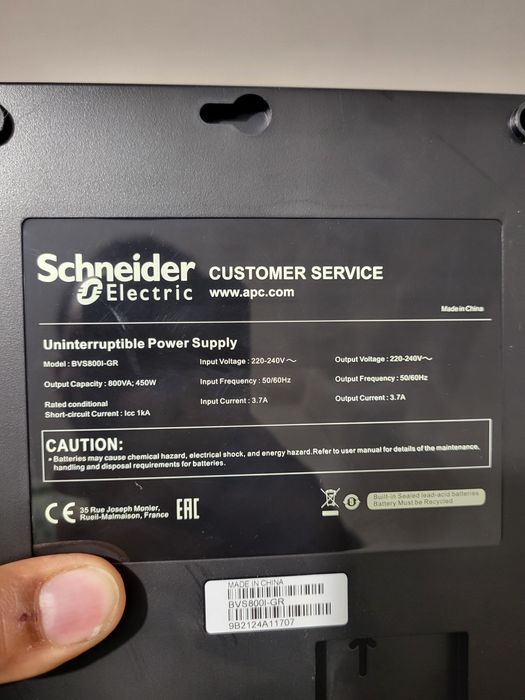 Schneider
Electric
CUSTOMER SERVICE
www.apc.com
Made in China
Uninterruptible Power Supply
Model : BVS800I-GR
Input Voltage : 220-240V～
Output Voltage : 220-240V～
Output Capacity : 800VA; 450W
Input Frequency : 50/60Hz
Output Frequency : 50/60Hz
Rated conditional
Short-circuit Current : Icc 1kA
Input Current : 3.7A
Output Current : 3.7A
CAUTION:
• Batteries may cause chemical hazard, electrical shock, and energy hazard.Refer to user manual for details of the maintenance,
handling and disposal requirements for batteries.
CE
35 Rue Joseph Monier,
Rueil-Malmaison, France
EAC
Built-in Sealed lead-acid batteries
Battery Must be Recycled
MADE IN CHINA
BVS800I-GR
9B2124A11707